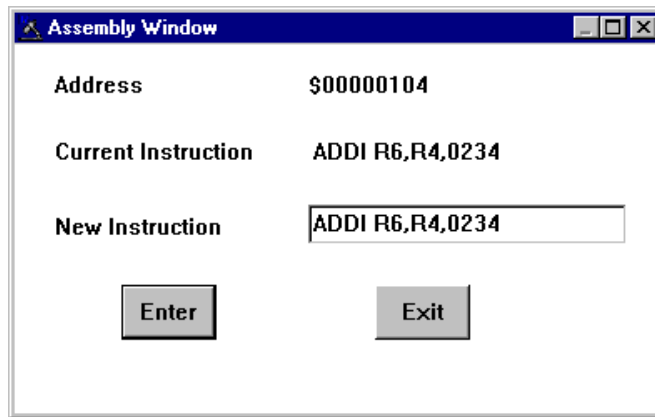 Assembly Window
Address $00000104
Current Instruction ADDI R6,R4,0234
New Instruction ADDI R6,R4,0234
Enter Exit